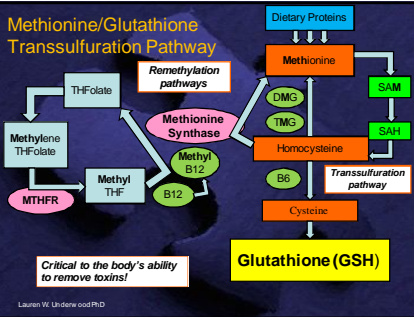 Methionine/Glutathione
Transsulfuration Pathway
Dietary Proteins
Methionine
Remethylation
pathways
THFolate
SAM
DMG
TMG
SAH
Methionine
Synthase
Methylene
THFolate
Homocysteine
Methyl
B12
Methyl
THF
B12
MTHFR
B6
Transsulfuration
pathway
Cysteine
Glutathione (GSH)
Critical to the body's ability
to remove toxins!
Lauren W. Underwood PhD